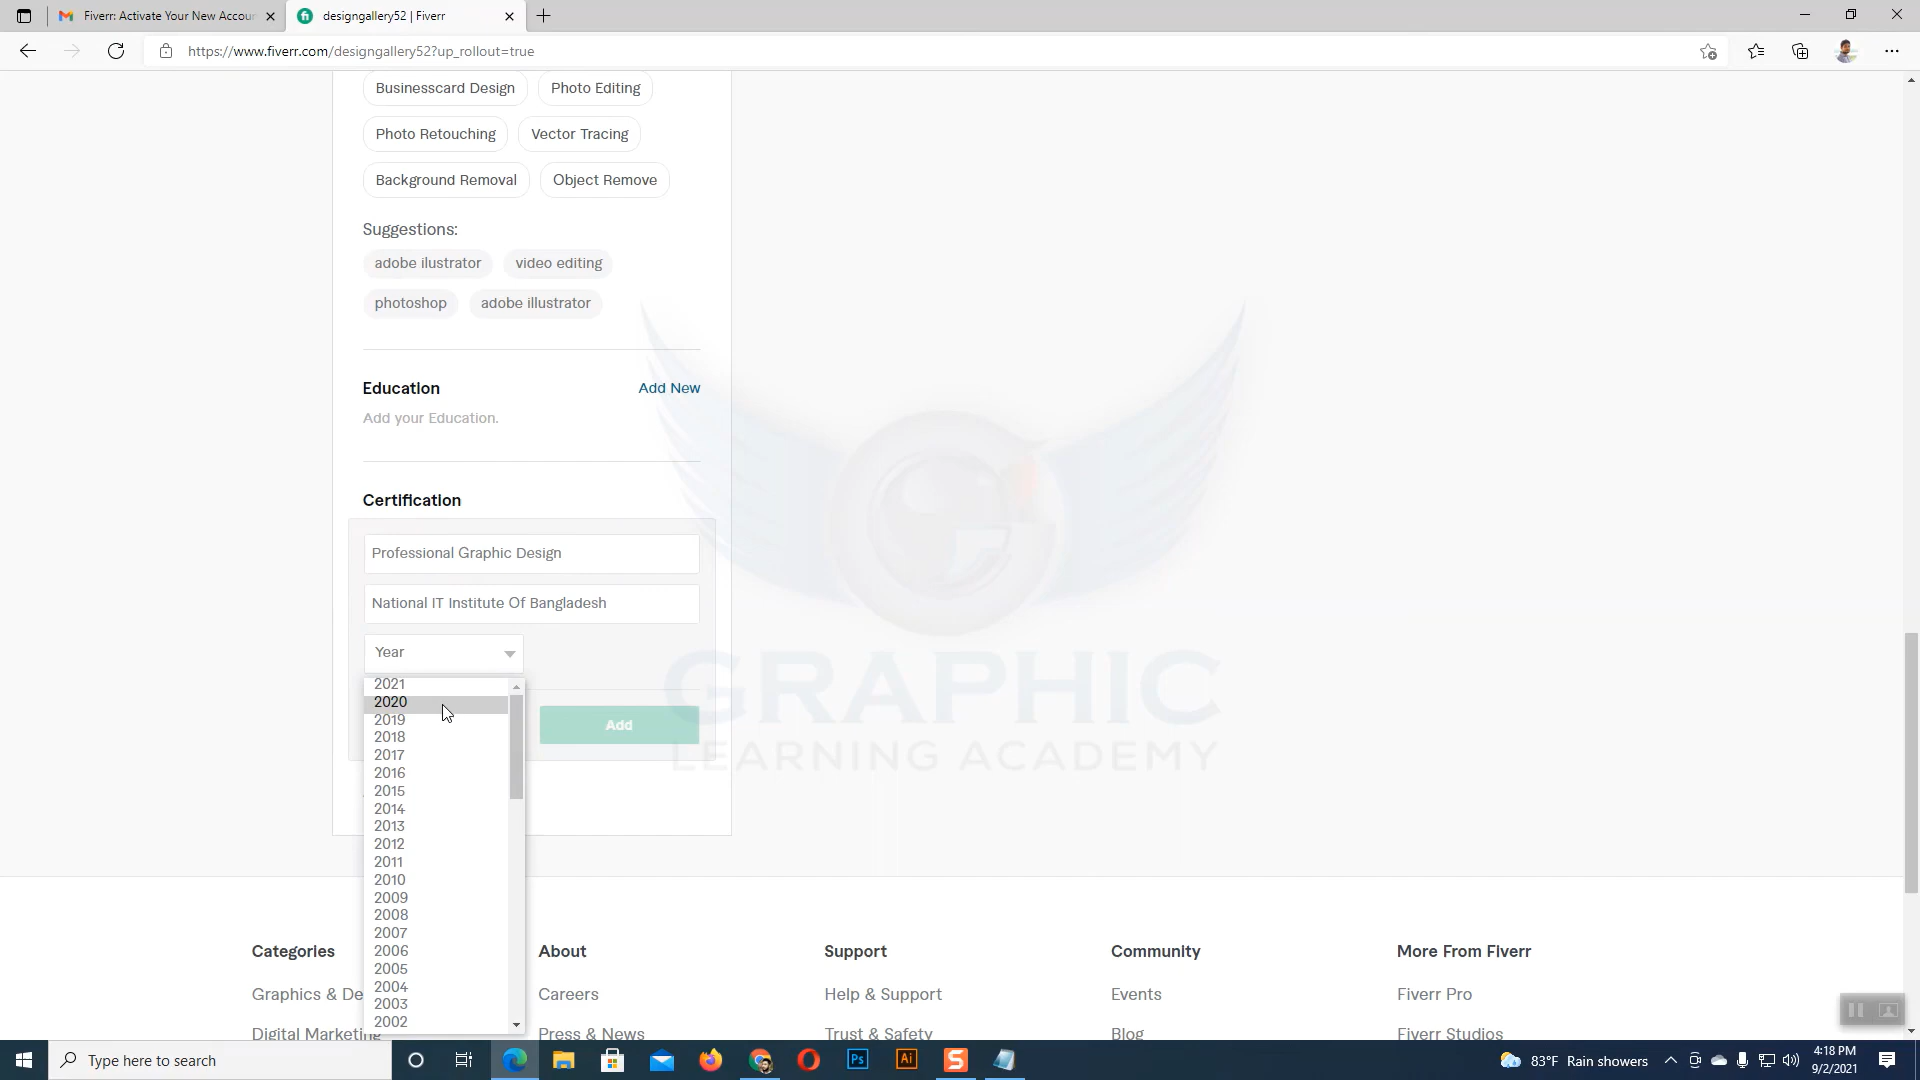 Fiverr: Activate Your New Accoun
designgallery52 | Fiverr
https://www.fiverr.com/designgallery52?up_rollout=true
Businesscard Design
Photo Editing
Photo Retouching
Vector Tracing
Background Removal
Object Remove
Suggestions:
adobe ilustrator
video editing
photoshop
adobe illustrator
Education
Add New
Add your Education.
Certification
Professional Graphic Design
National IT Institute Of Bangladesh
Year
2021
2020
2019
2018
2017
2016
2015
2014
2013
2012
2011
2010
2009
2008
2007
2006
2005
2004
2003
2002
Add
GRAPHIC
LEARNING ACADEMY
Categories
About
Support
Community
More From Fiverr
Graphics & De
Careers
Help & Support
Events
Fiverr Pro
Digital Marketing
Press & News
Trust & Safety
Blog
Fiverr Studios
Type here to search
Ps
Ai
S
83°F Rain showers
4:18 PM
9/2/2021